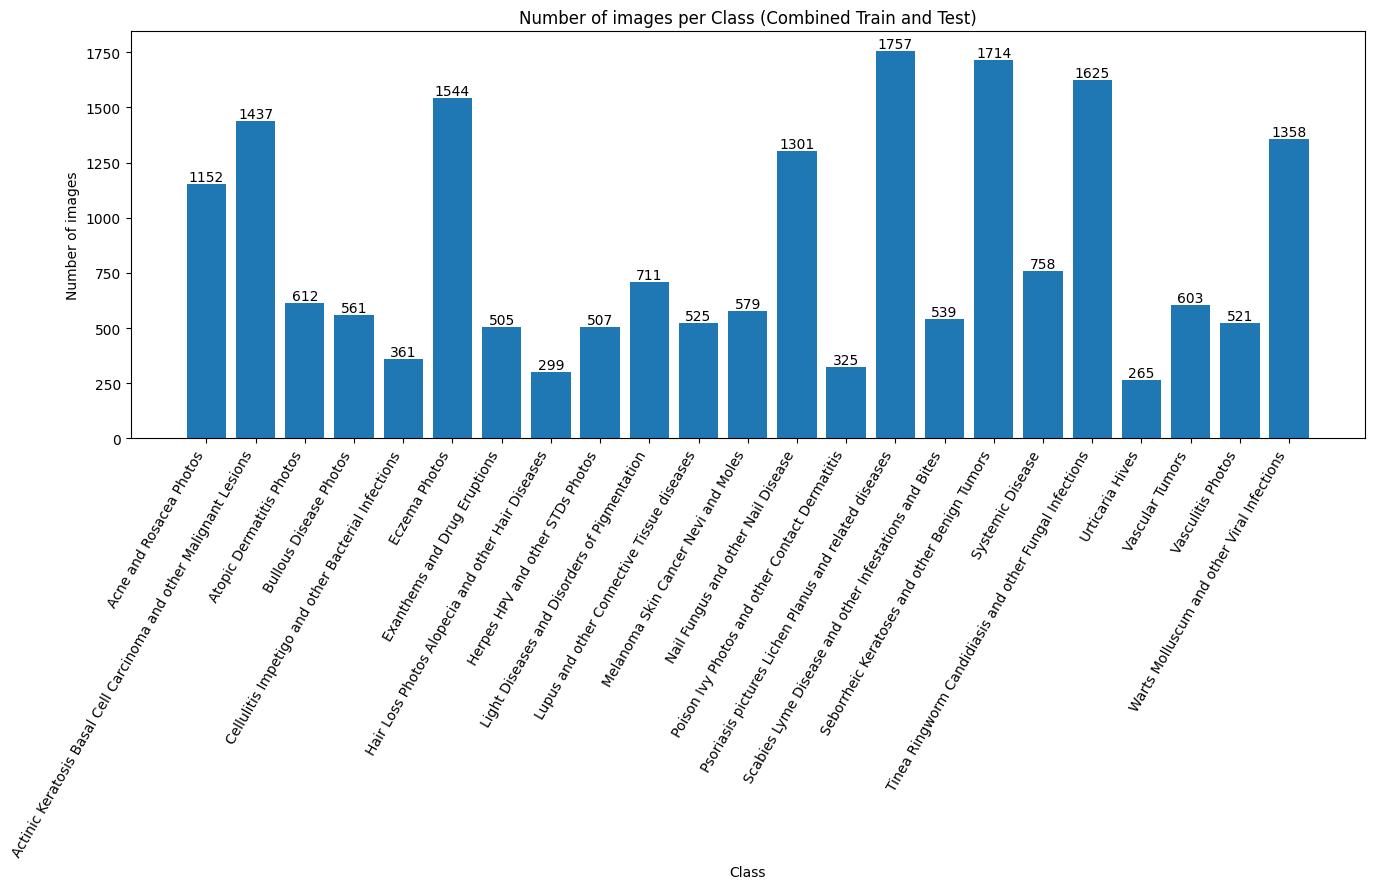 Number of images per Class (Combined Train and Test)
Number of images
1750
1500
1250
1000
750
500
250
0
1152
1437
612
561
361
1544
505
299
507
711
525
579
1301
325
1757
539
1714
758
1625
265
603
521
1358
Acne and Rosacea Photos
Actinic Keratosis Basal Cell Carcinoma and other Malignant Lesions
Atopic Dermatitis Photos
Bullous Disease Photos
Cellulitis Impetigo and other Bacterial Infections
Eczema Photos
Exanthems and Drug Eruptions
Hair Loss Photos Alopecia and other Hair Diseases
Herpes HPV and other STDs Photos
Light Diseases and Disorders of Pigmentation
Lupus and other Connective Tissue diseases
Melanoma Skin Cancer Nevi and Moles
Nail Fungus and other Nail Disease
Poison Ivy Photos and other Contact Dermatitis
Psoriasis pictures Lichen Planus and related diseases
Scabies Lyme Disease and other Infestations and Bites
Seborrheic Keratoses and other Benign Tumors
Systemic Disease
Tinea Ringworm Candidiasis and other Fungal Infections
Urticaria Hives
Vascular Tumors
Vasculitis Photos
Warts Molluscum and other Viral Infections
Class